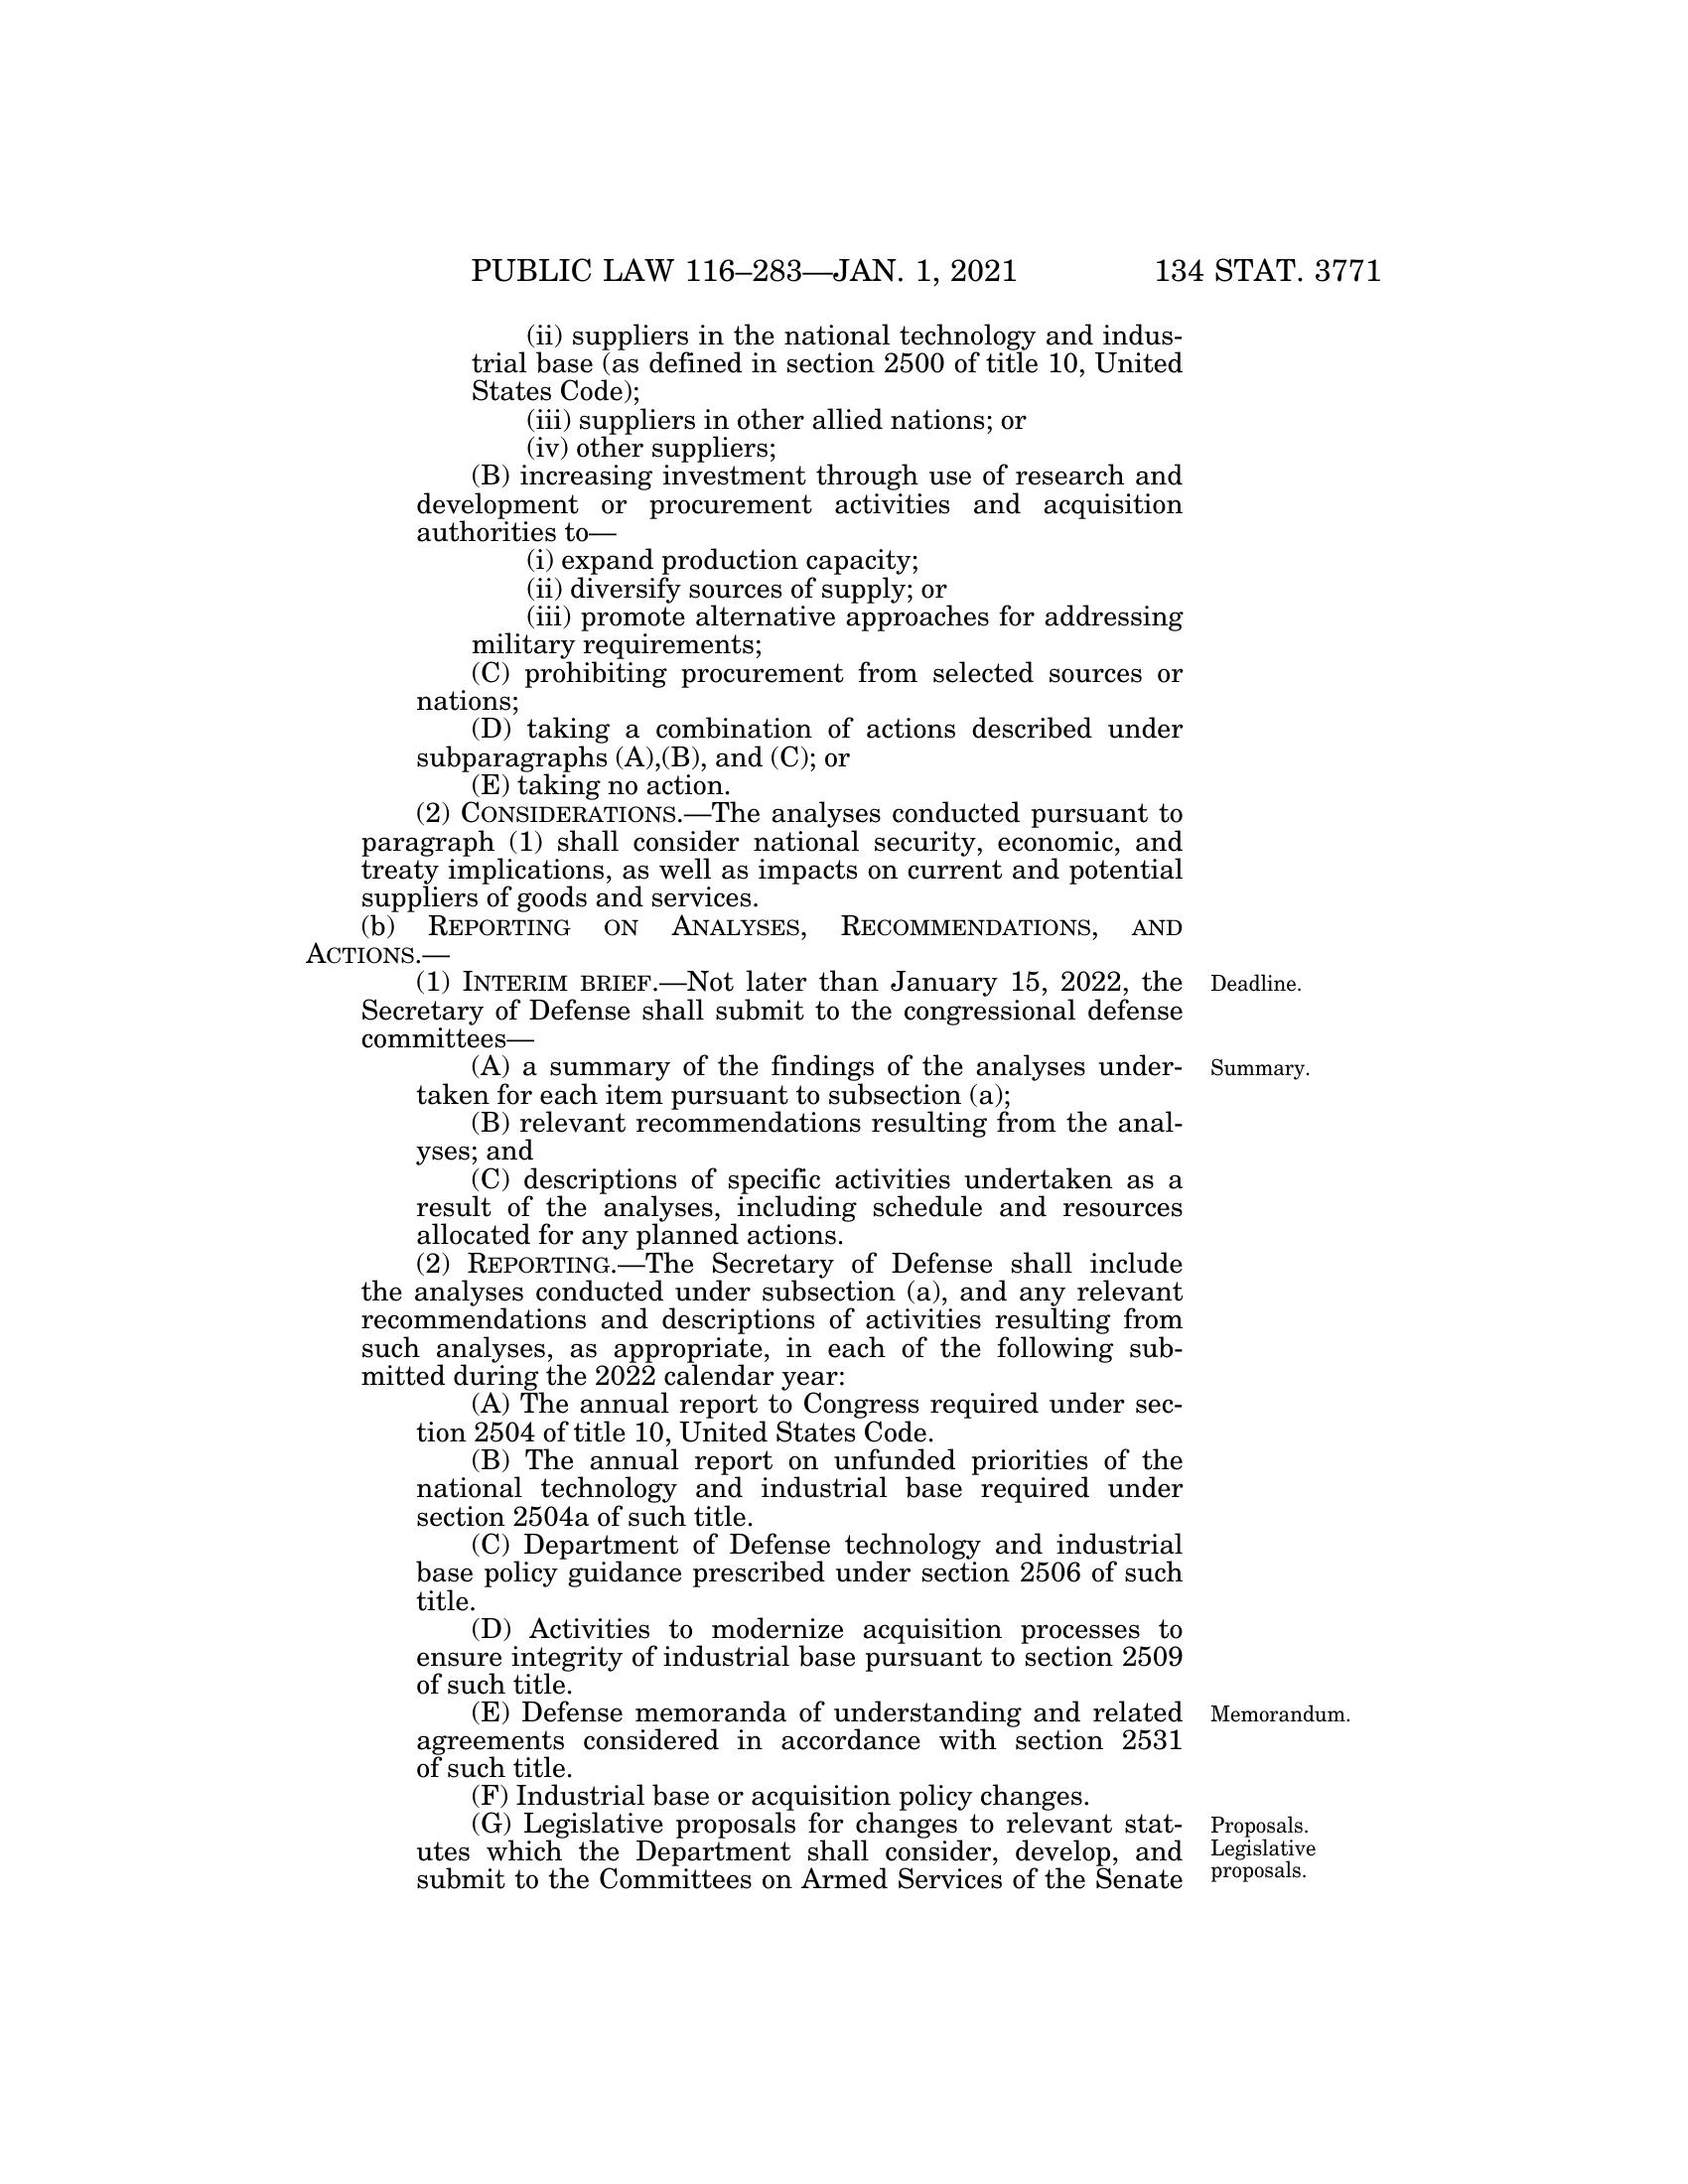 PUBLIC LAW 116–283—JAN. 1, 2021 134 STAT. 3771
(ii) suppliers in the national technology and indus-
trial base (as defined in section 2500 of title 10, United
States Code);
(iii) suppliers in other allied nations; or
(iv) other suppliers;
(B) increasing investment through use of research and
development or procurement activities and acquisition
authorities to—
(i) expand production capacity;
(ii) diversify sources of supply; or
(iii) promote alternative approaches for addressing
military requirements;
(C) prohibiting procurement from selected sources or
nations;
(D) taking a combination of actions described under
subparagraphs (A),(B), and (C); or
(E) taking no action.
(2) CONSIDERATIONS.—The analyses conducted pursuant to
paragraph (1) shall consider national security, economic, and
treaty implications, as well as impacts on current and potential
suppliers of goods and services.
(b) REPORTING ON ANALYSES, RECOMMENDATIONS, AND
ACTIONS.—
(1) INTERIM BRIEF.—Not later than January 15, 2022, the
Secretary of Defense shall submit to the congressional defense
committees—
(A) a summary of the findings of the analyses under-
taken for each item pursuant to subsection (a);
(B) relevant recommendations resulting from the anal-
yses; and
(C) descriptions of specific activities undertaken as a
result of the analyses, including schedule and resources
allocated for any planned actions.
(2) REPORTING.—The Secretary of Defense shall include
the analyses conducted under subsection (a), and any relevant
recommendations and descriptions of activities resulting from
such analyses, as appropriate, in each of the following sub-
mitted during the 2022 calendar year:
(A) The annual report to Congress required under sec-
tion 2504 of title 10, United States Code.
(B) The annual report on unfunded priorities of the
national technology and industrial base required under
section 2504a of such title.
(C) Department of Defense technology and industrial
base policy guidance prescribed under section 2506 of such
title.
(D) Activities to modernize acquisition processes to
ensure integrity of industrial base pursuant to section 2509
of such title.
(E) Defense memoranda of understanding and related
agreements considered in accordance with section 2531
of such title.
(F) Industrial base or acquisition policy changes.
(G) Legislative proposals for changes to relevant stat-
utes which the Department shall consider, develop, and
submit to the Committees on Armed Services of the Senate
Deadline.
Summary.
Memorandum.
Proposals.
Legislative
proposals.